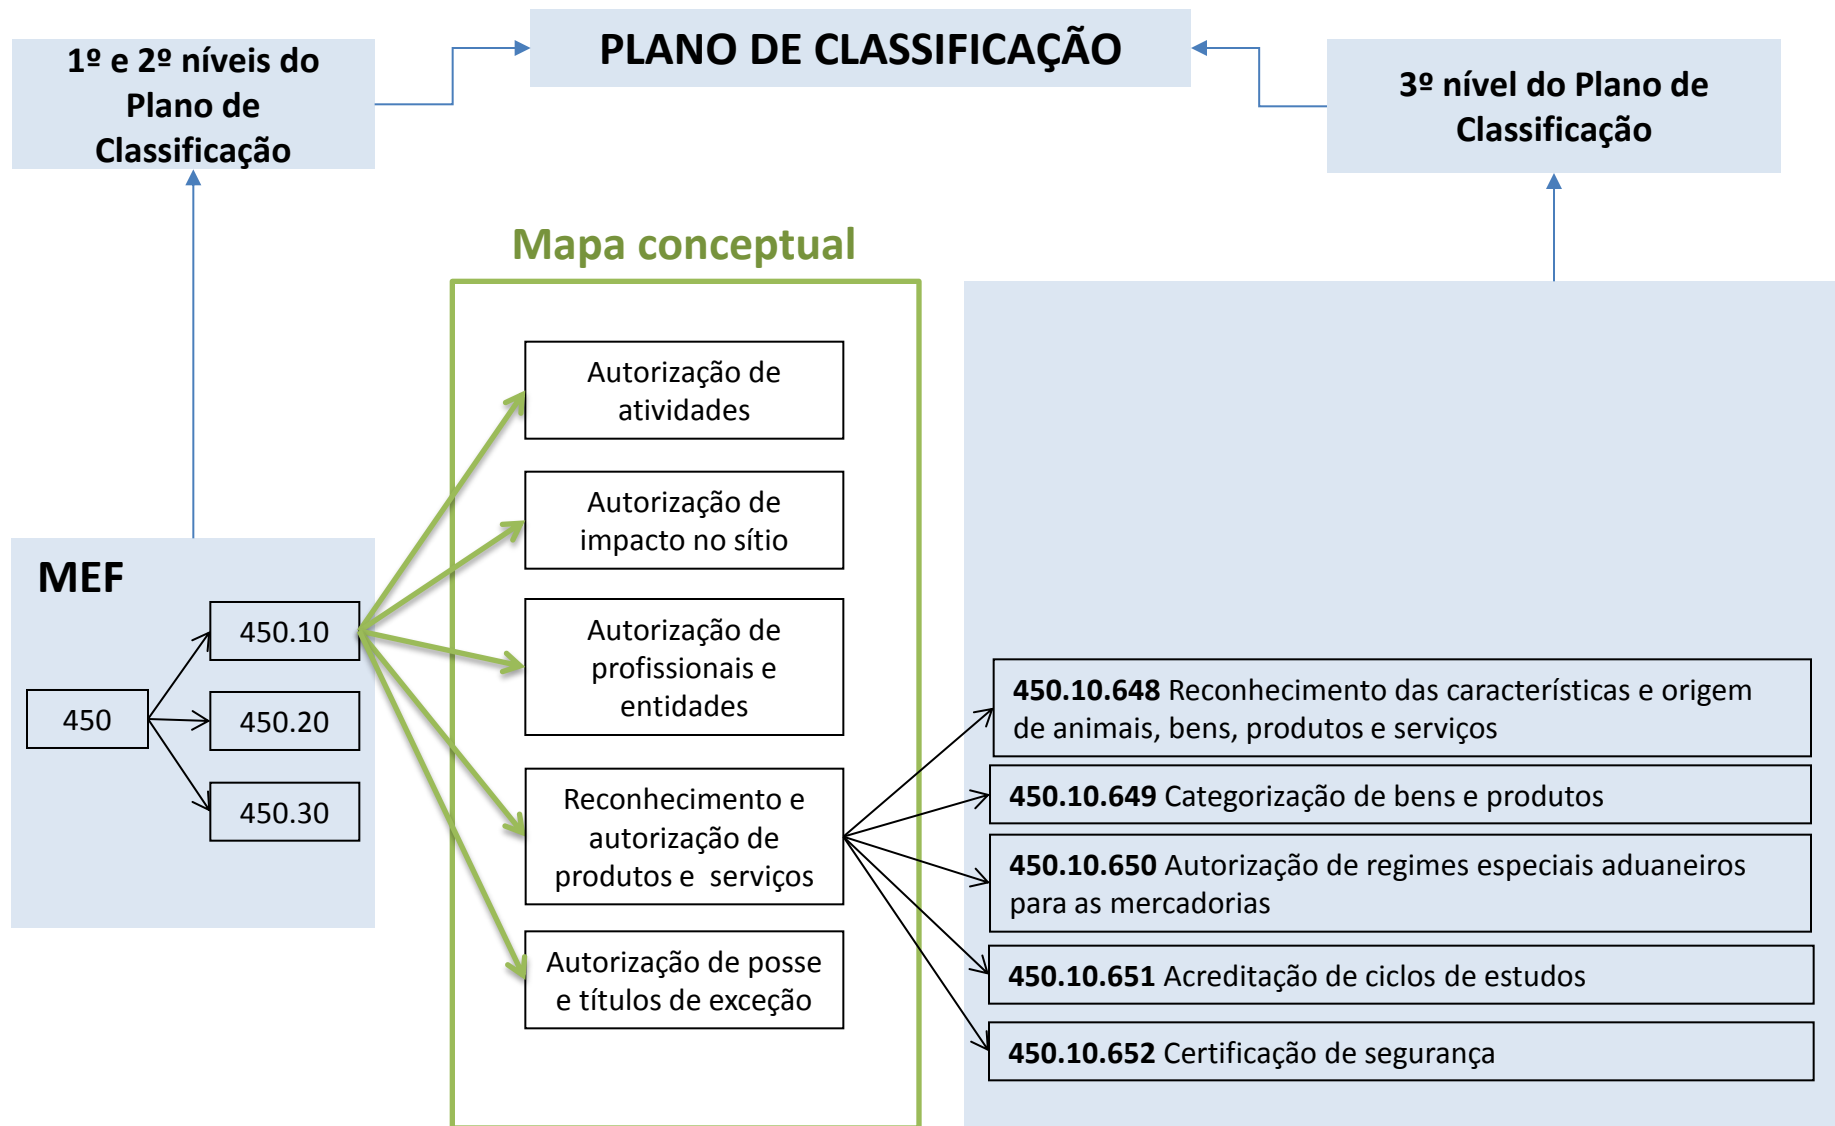 PLANO DE CLASSIFICAÇÃO
1º e 2º níveis do
Plano de
Classificação
3º nível do Plano de
Classificação
Mapa conceptual
MEF
450
450.10
450.20
450.30
Autorização de
atividades
Autorização de
impacto no sítio
Autorização de
profissionais e
entidades
Reconhecimento e
autorização de
produtos e serviços
Autorização de posse
e títulos de exceção
450.10.648 Reconhecimento das características e origem
de animais, bens, produtos e serviços
450.10.649 Categorização de bens e produtos
450.10.650 Autorização de regimes especiais aduaneiros
para as mercadorias
450.10.651 Acreditação de ciclos de estudos
450.10.652 Certificação de segurança